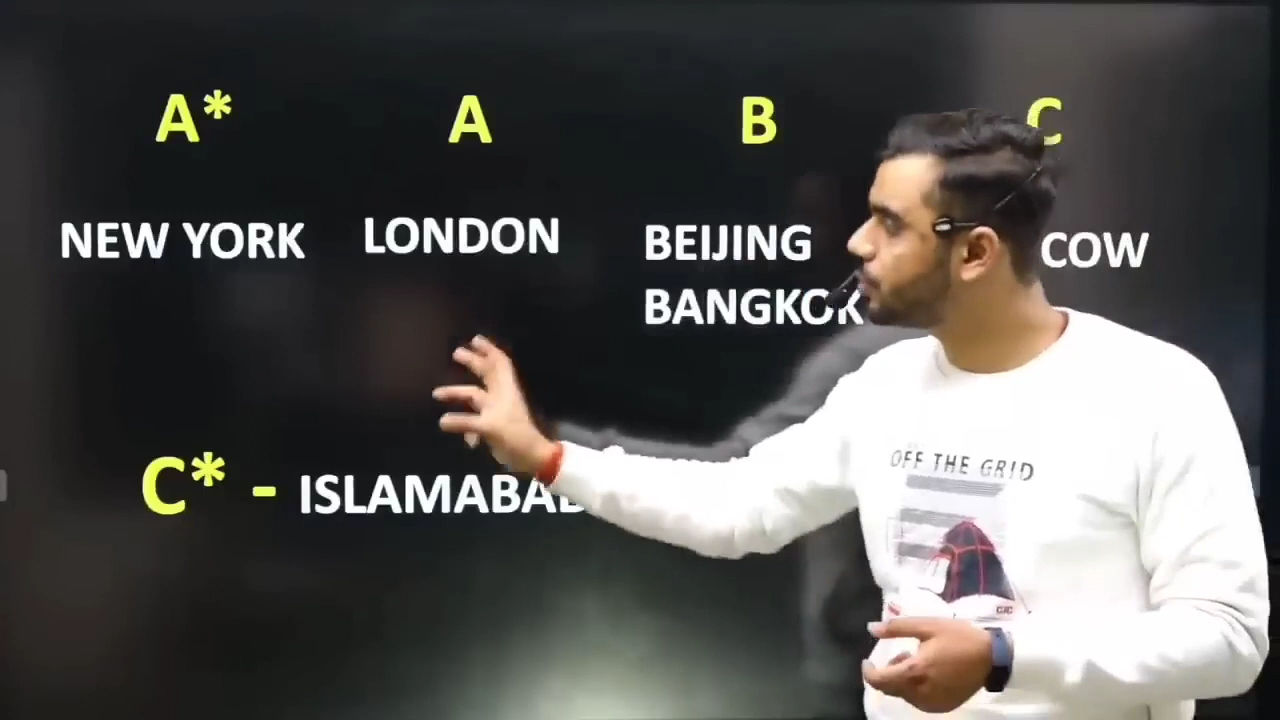 A* A B C
NEW YORK LONDON BEIJING COW
BANGKOK
C* - ISLAMABAD
OFF THE GRID